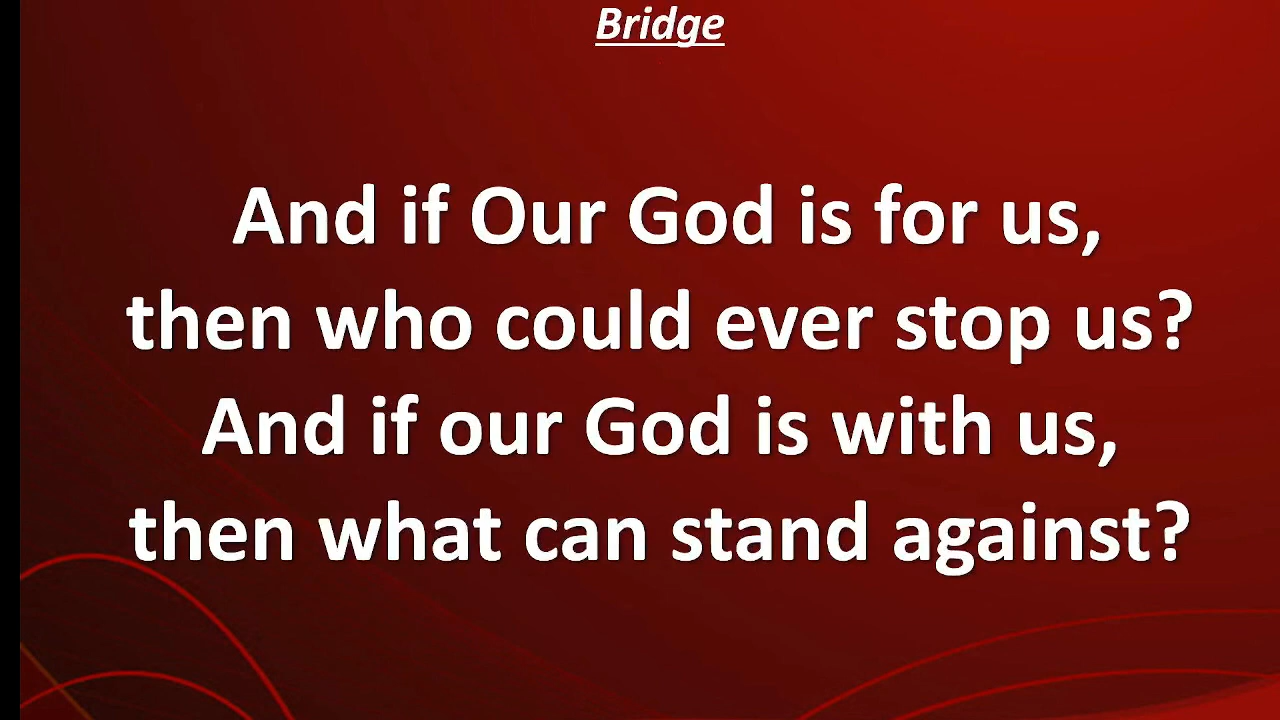 Bridge
And if Our God is for us,
then who could ever stop us?
And if our God is with us,
then what can stand against?